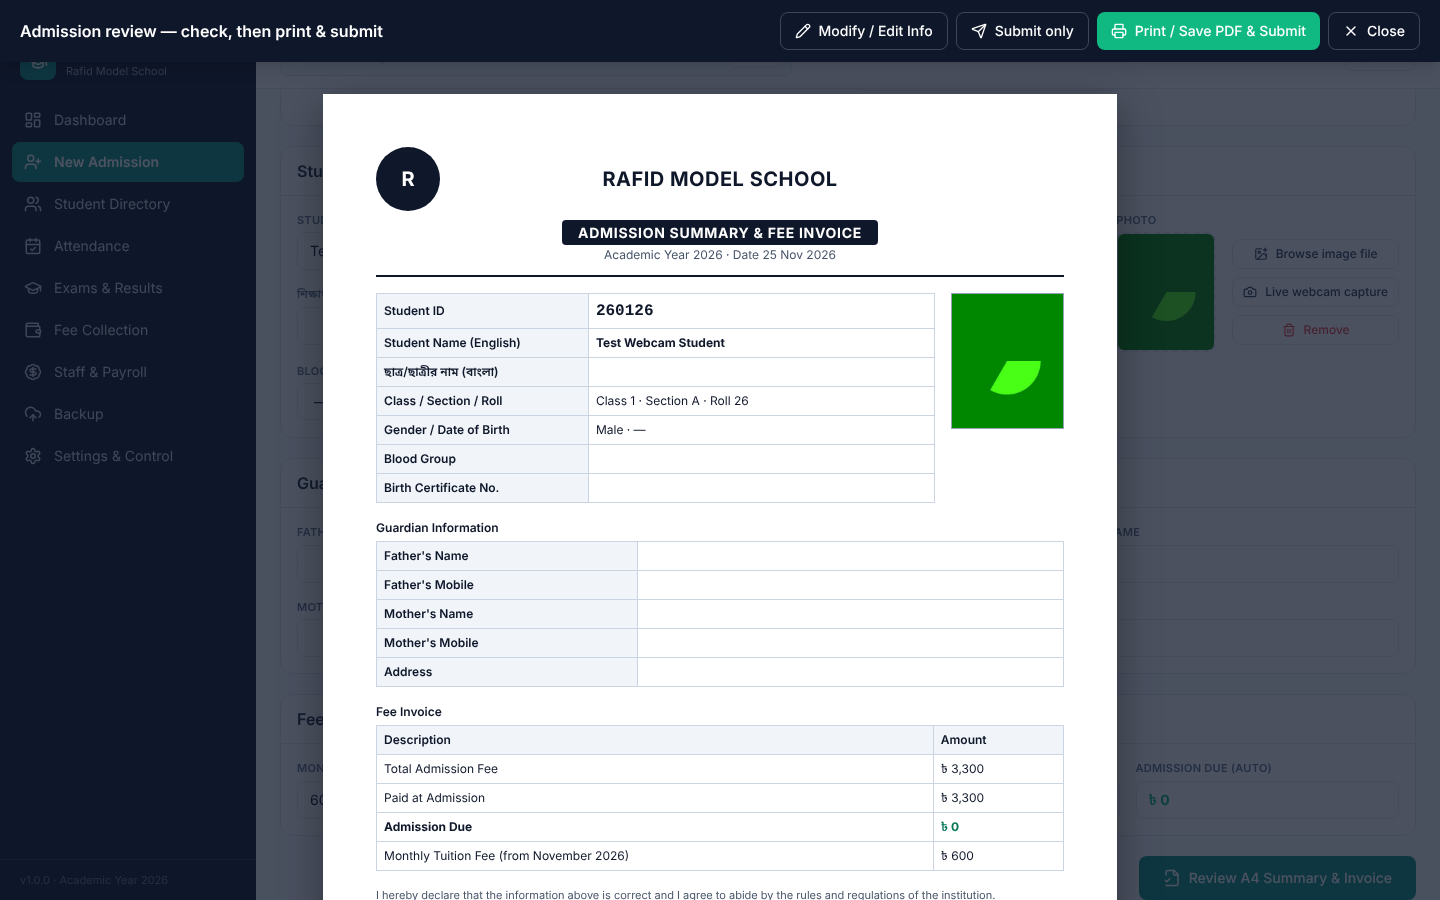 Admission review — check, then print & submit
Modify / Edit Info
Submit only
Print / Save PDF & Submit
Close
Rafid Model School
Dashboard
New Admission
Student Directory
Attendance
Exams & Results
Fee Collection
Staff & Payroll
Backup
Settings & Control
v1.0.0 · Academic Year 2026
R
RAFID MODEL SCHOOL
ADMISSION SUMMARY & FEE INVOICE
Academic Year 2026 · Date 25 Nov 2026
Student ID 260126
Student Name (English) Test Webcam Student
ছাত্র/ছাত্রীর নাম (বাংলা)
Class / Section / Roll Class 1 · Section A · Roll 26
Gender / Date of Birth Male · —
Blood Group
Birth Certificate No.
Guardian Information
Father's Name
Father's Mobile
Mother's Name
Mother's Mobile
Address
Fee Invoice
Description Amount
Total Admission Fee ৳ 3,300
Paid at Admission ৳ 3,300
Admission Due ৳ 0
Monthly Tuition Fee (from November 2026) ৳ 600
I hereby declare that the information above is correct and I agree to abide by the rules and regulations of the institution.
PHOTO
Browse image file
Live webcam capture
Remove
ADMISSION DUE (AUTO)
৳ 0
Review A4 Summary & Invoice